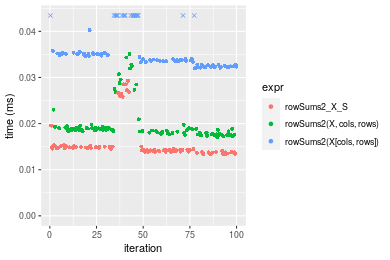 0.04
0.03
0.02
0.01
0.00
time (ms)
0
25
50
75
100
iteration
expr
rowSums2_X_S
rowSums2(X, cols, rows)
rowSums2(X[cols, rows])